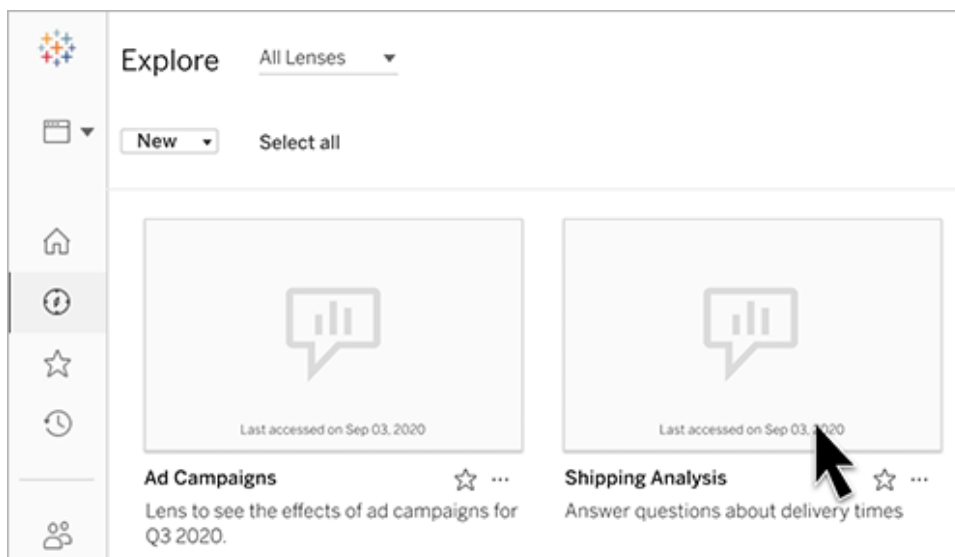 Explore
All Lenses
New
Select all
Last accessed on Sep 03, 2020
Last accessed on Sep 03, 2020
Ad Campaigns
Lens to see the effects of ad campaigns for
Q3 2020.
Shipping Analysis
Answer questions about delivery times